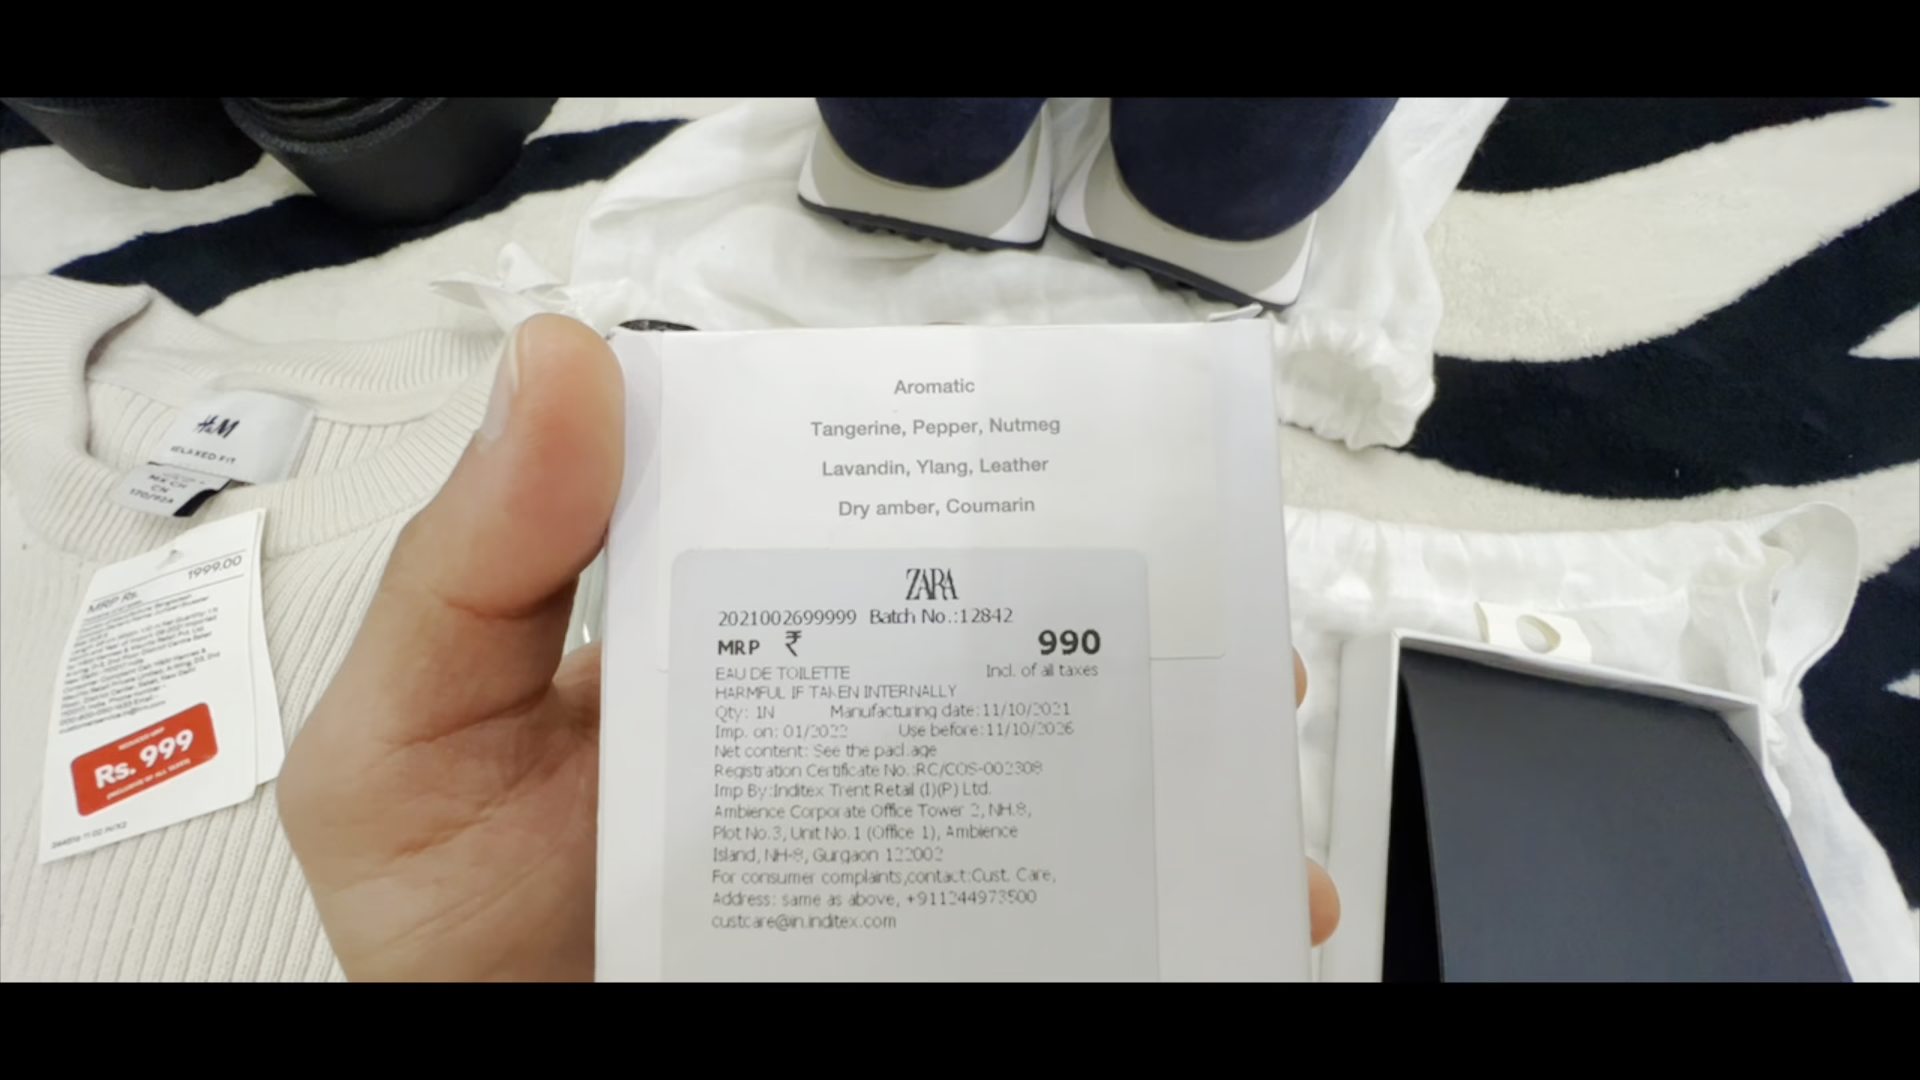 Aromatic
Tangerine, Pepper, Nutmeg
Lavandin, Ylang, Leather
Dry amber, Coumarin
ZARA
2021002699999 Batch No.:12842
MRP ₹ 990
EAU DE TOILETTE Incl. of all taxes
HARMFUL IF TAKEN INTERNALLY
Qty: 1N Manufacturing date:11/10/2021
Imp. on: 01/2022 Use before:11/10/2026
Net content: See the package
Registration Certificate No.:RC/COS-002308
Imp By:Inditex Trent Retail (I)(P) Ltd.
Ambience Corporate Office Tower 2, NH.8,
Plot No.3, Unit No.1 (Office 1), Ambience
Island, NH-8, Gurgaon 122002
For consumer complaints,contact:Cust. Care,
Address: same as above, +911244973500
custcare@in.inditex.com
H&M
RELAXED FIT
CN
1999.00
MRP Rs.
Rs. 999